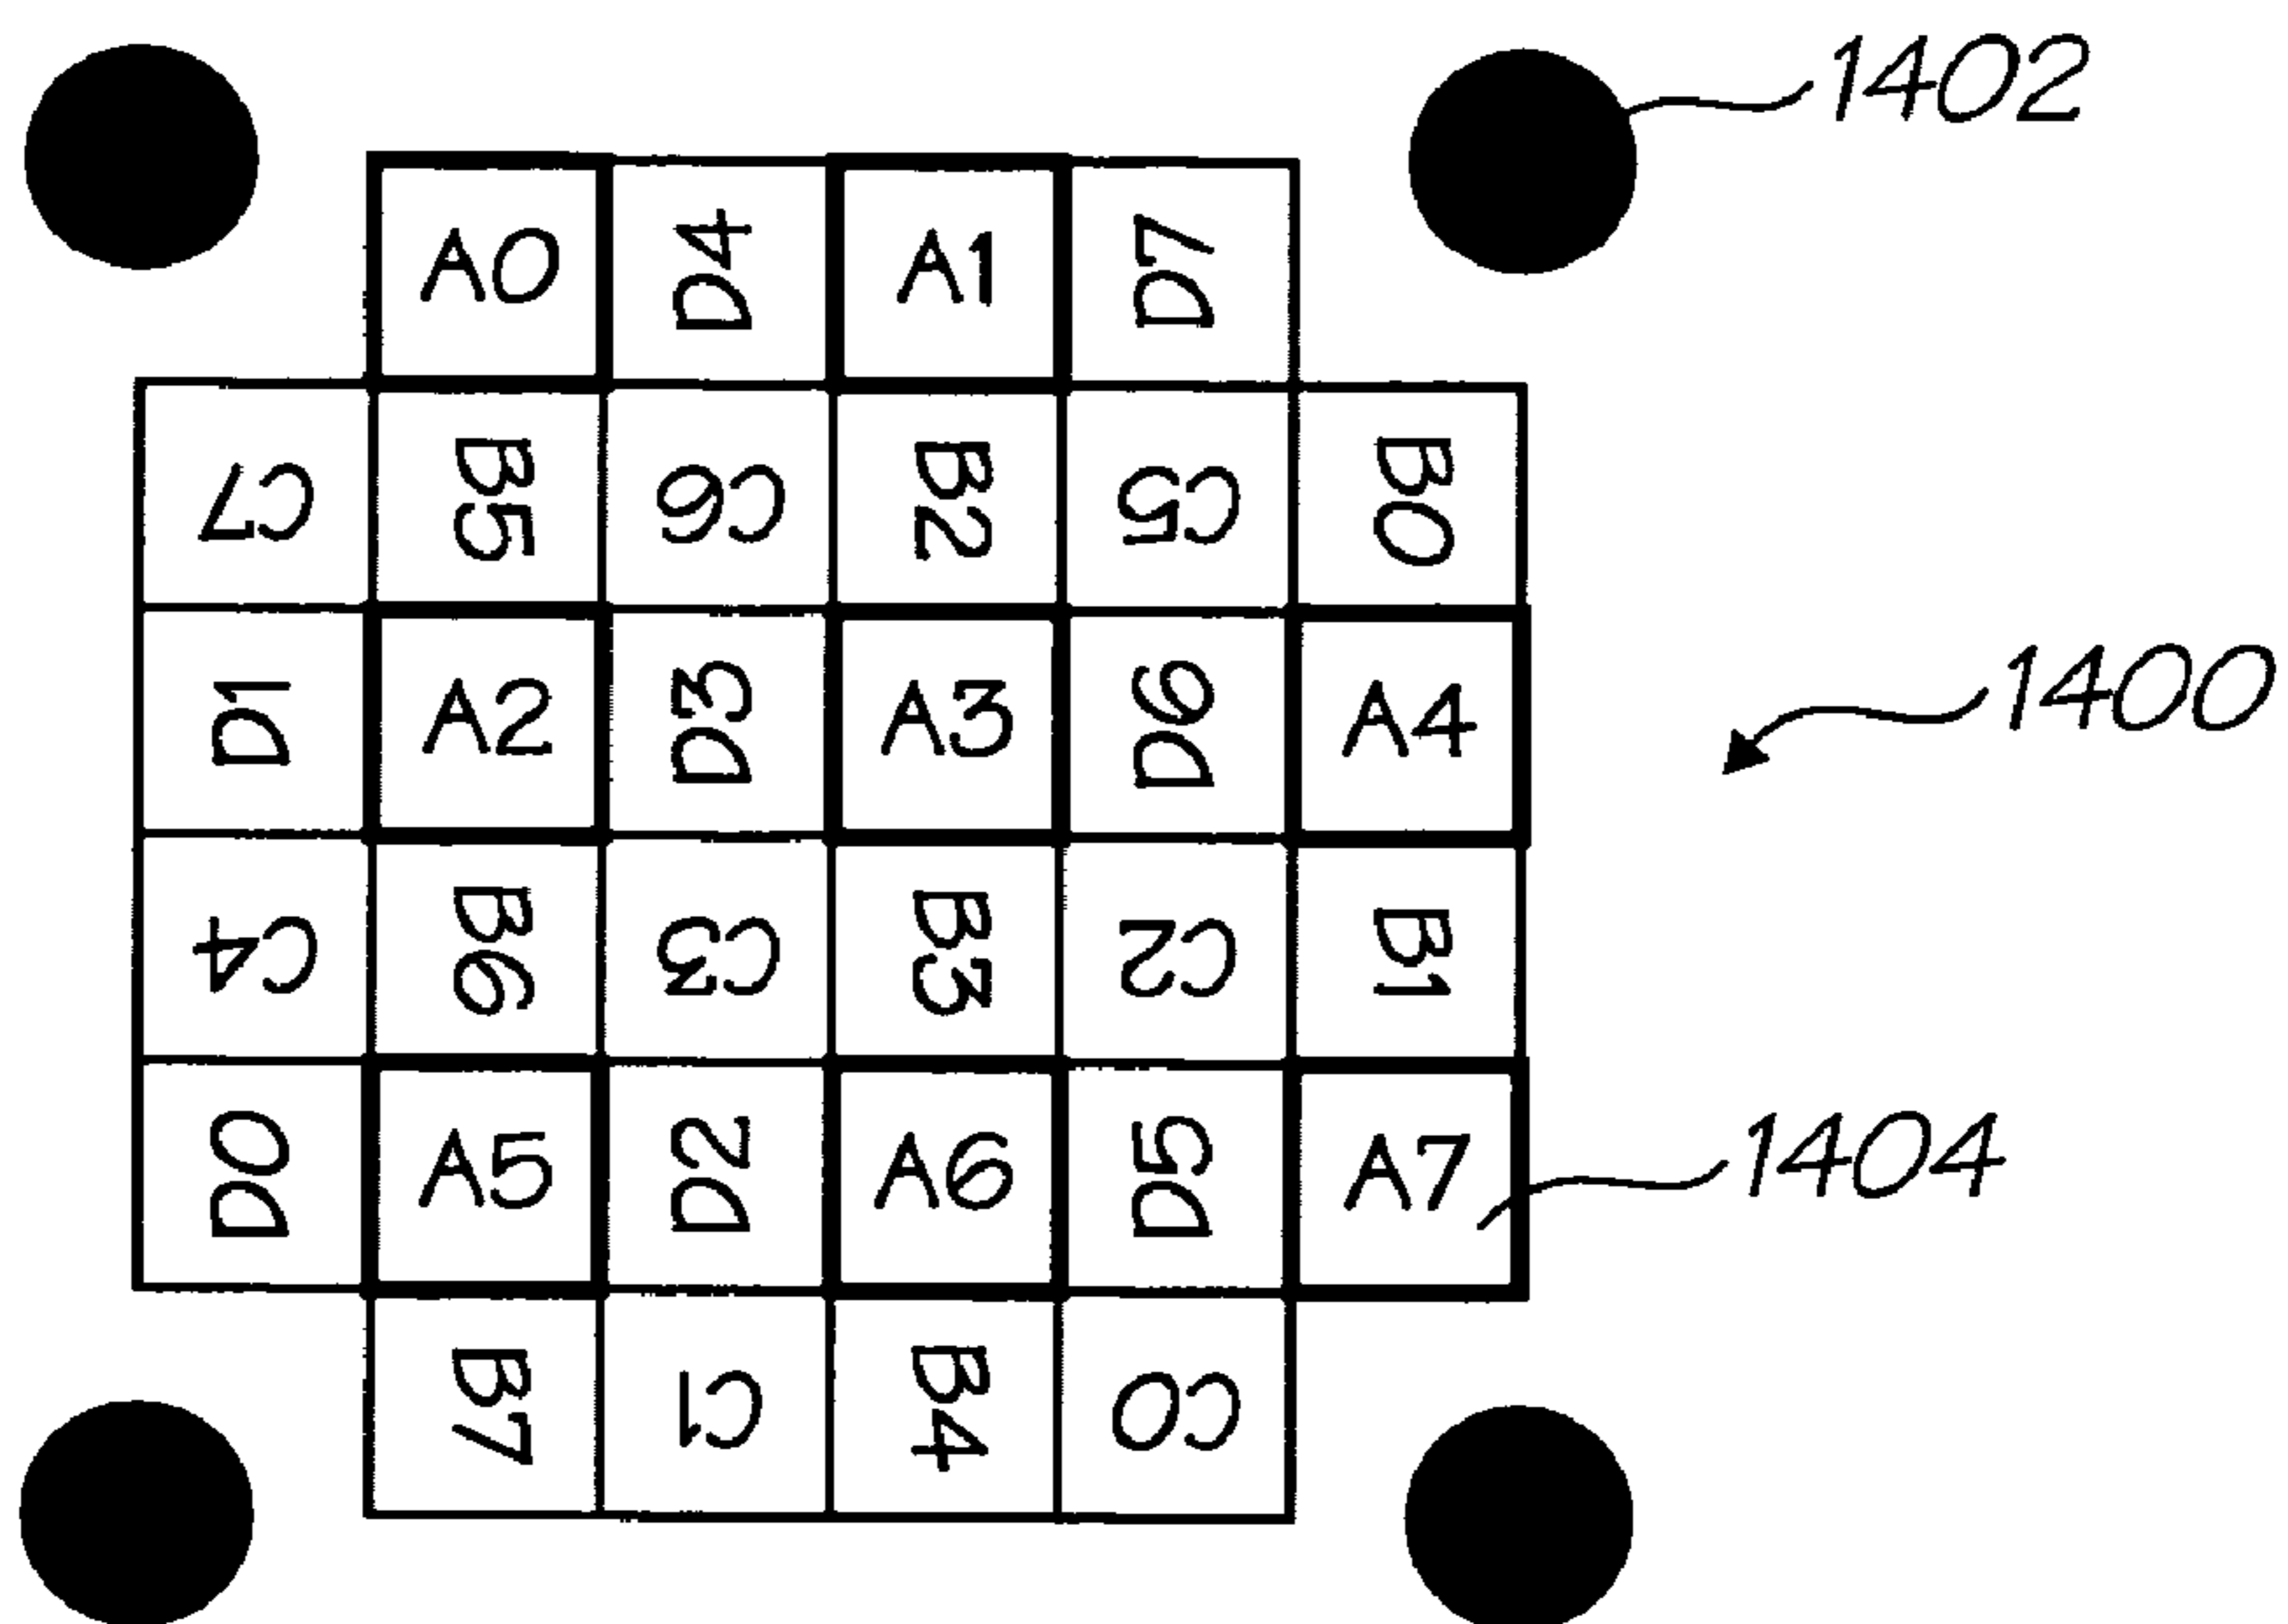 1402
A0 D4 A1 D7
C7 B5 C6 B2 C5 B0
D1 A2 D3 A3 D6 A4
1400
C4 B6 C3 B3 C2 B1
D0 A5 D2 A6 D5 A7
1404
B7 C1 B4 C0